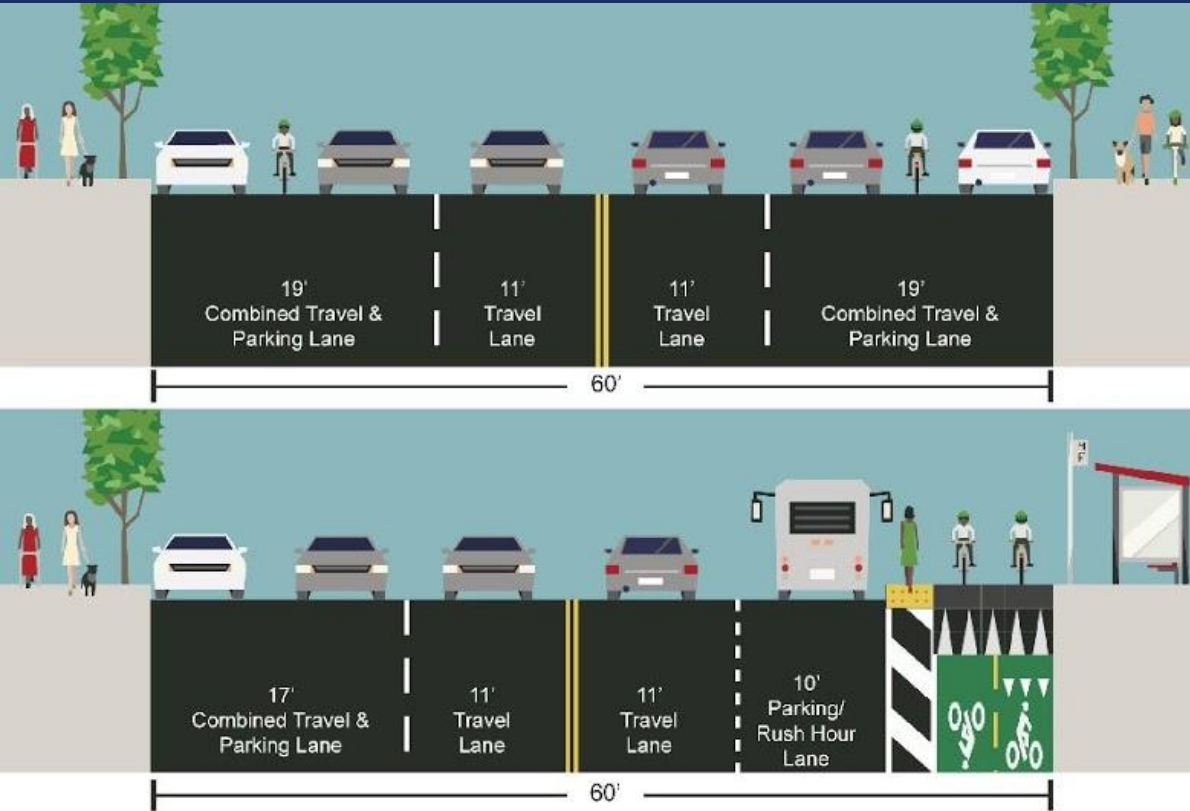 19'
Combined Travel &
Parking Lane
11'
Travel
Lane
11'
Travel
Lane
19'
Combined Travel &
Parking Lane
60'
17'
Combined Travel &
Parking Lane
11'
Travel
Lane
11'
Travel
Lane
10'
Parking/
Rush Hour
Lane
60'